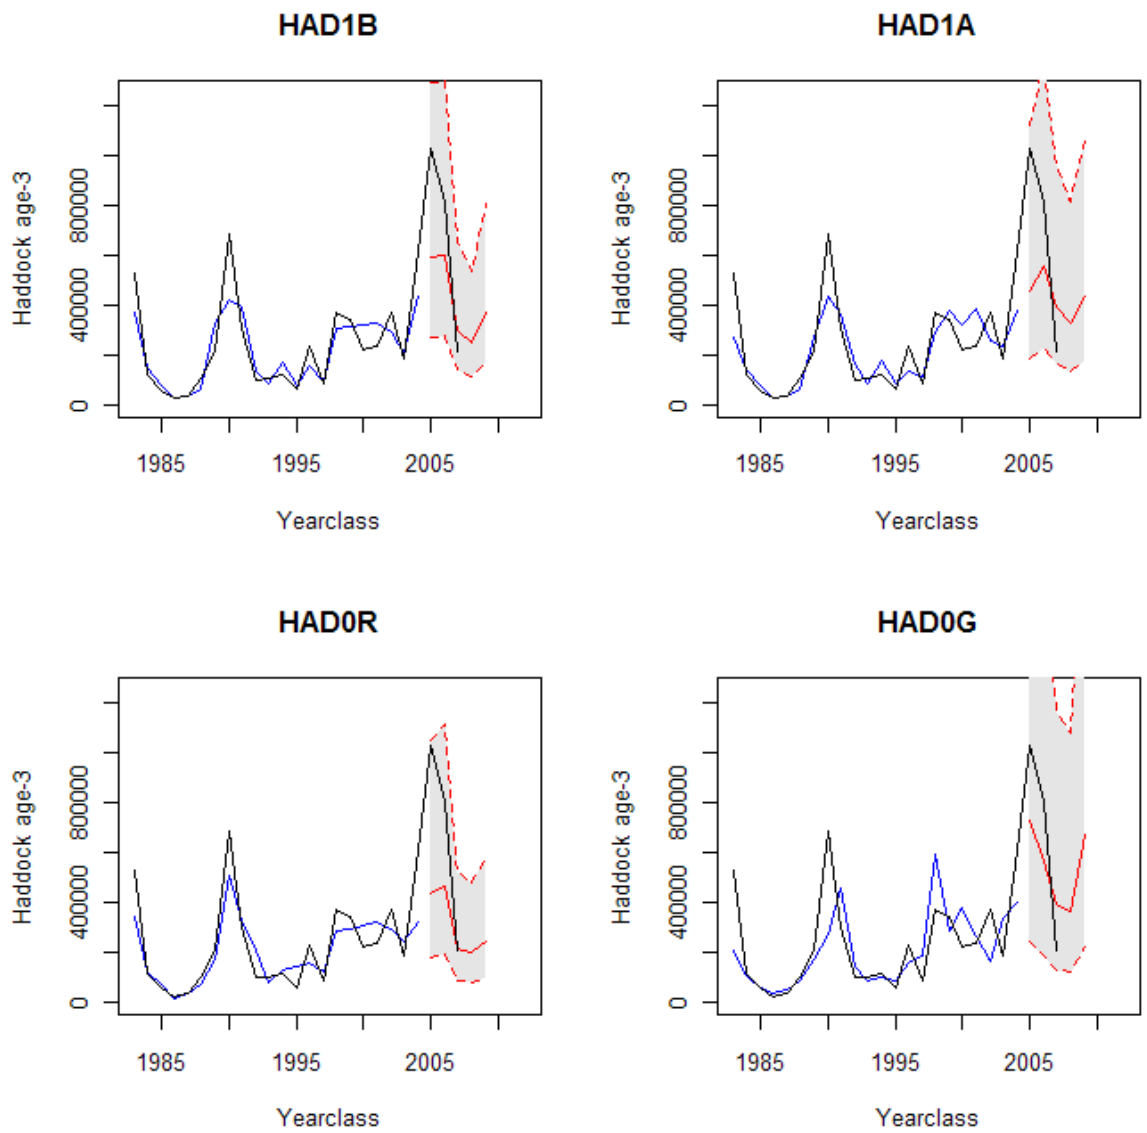 HAD1B
Haddock age-3
0 400000 800000
1985 1995 2005
Yearclass
HAD1A
Haddock age-3
0 400000 800000
1985 1995 2005
Yearclass
HAD0R
Haddock age-3
0 400000 800000
1985 1995 2005
Yearclass
HAD0G
Haddock age-3
0 400000 800000
1985 1995 2005
Yearclass